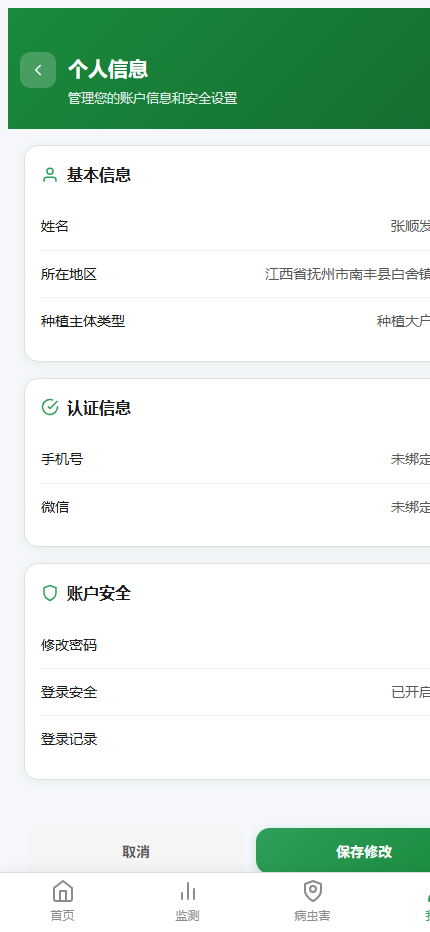 个人信息
管理您的账户信息和安全设置
基本信息
姓名 张顺发
所在地区 江西省抚州市南丰县白舍镇
种植主体类型 种植大户
认证信息
手机号 未绑定
微信 未绑定
账户安全
修改密码
登录安全 已开启
登录记录
取消 保存修改
首页 监测 病虫害